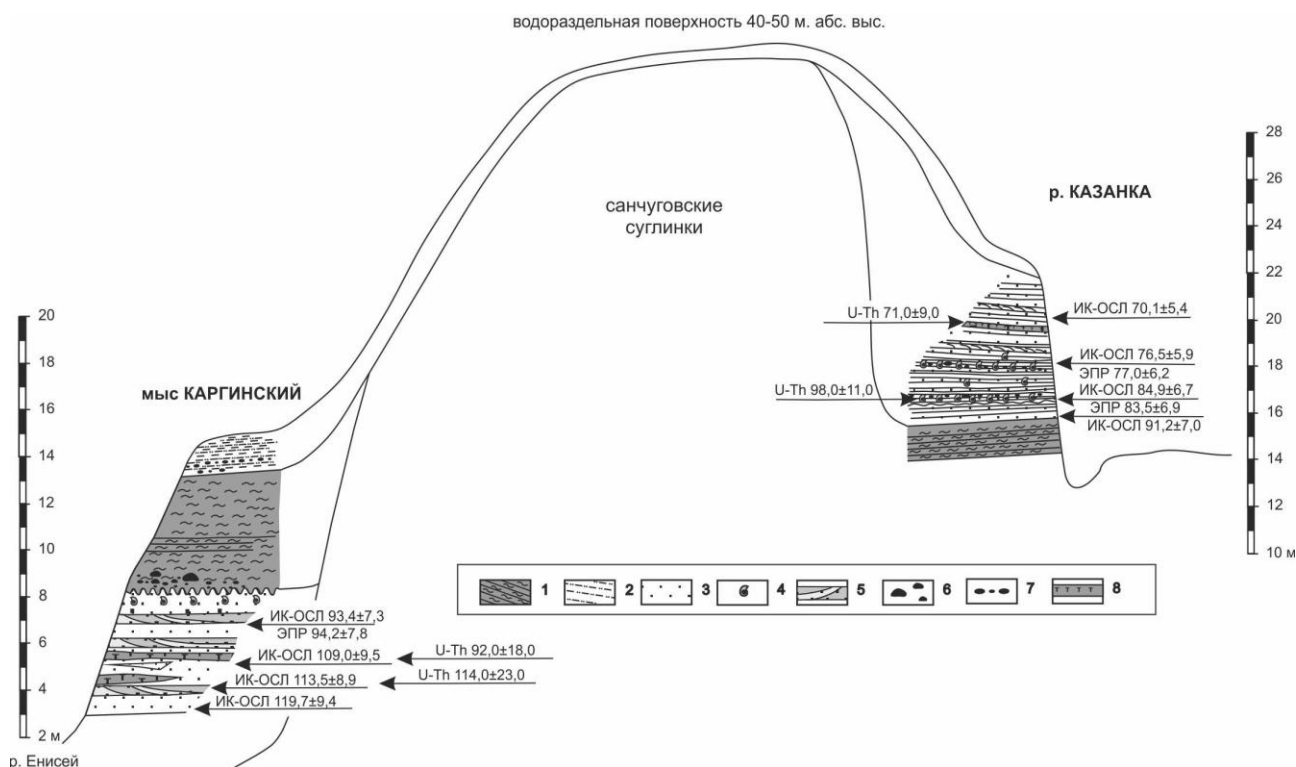 водораздельная поверхность 40-50 м. абс. выс.
санчуговские
суглинки
мыс КАРГИНСКИЙ
20
18
16
14
12
10
8
6
4
2 м
р. Енисей
ИК-ОСЛ 93,4±7,3
ЭПР 94,2±7,8
ИК-ОСЛ 109,0±9,5
U-Th 92,0±18,0
ИК-ОСЛ 113,5±8,9
U-Th 114,0±23,0
ИК-ОСЛ 119,7±9,4
р. КАЗАНКА
28
26
24
22
20
18
16
14
12
10 м
U-Th 71,0±9,0
ИК-ОСЛ 70,1±5,4
ИК-ОСЛ 76,5±5,9
ЭПР 77,0±6,2
U-Th 98,0±11,0
ИК-ОСЛ 84,9±6,7
ЭПР 83,5±6,9
ИК-ОСЛ 91,2±7,0
1 2 3 4 5 6 7 8